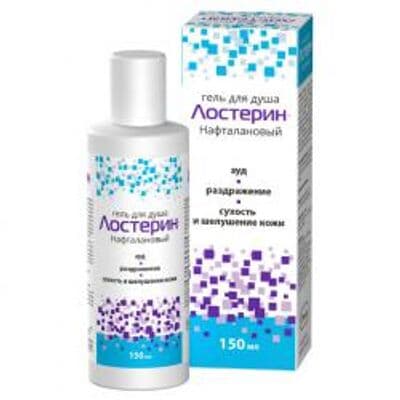 гель для душа
Лостерин
Нафталановый
зуд
раздражение
сухость
и шелушение кожи
150 мл
гель для душа
Лостерин
Нафталановый
зуд
раздражение
сухость и шелушение кожи
150 мл